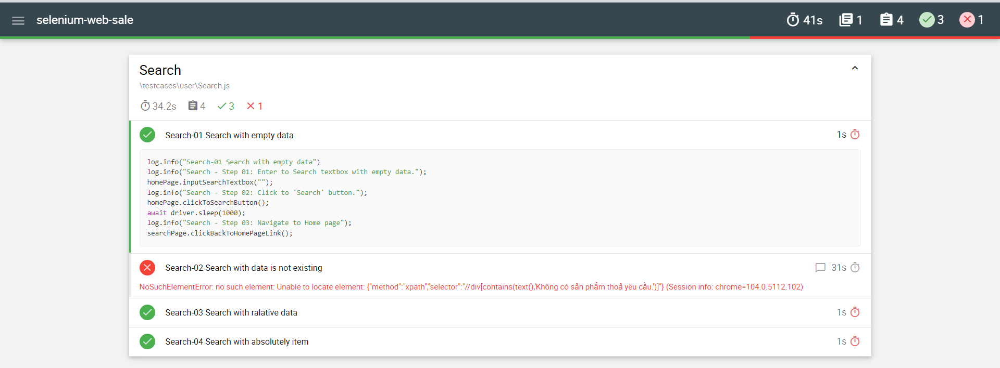 selenium-web-sale
41s 1 4 3 1
Search
\testcases\user\Search.js
34.2s 4 3 1
Search-01 Search with empty data 1s
log.info("Search-01 Search with empty data")
log.info("Search - Step 01: Enter to Search textbox with empty data.");
homePage.inputSearchTextbox("");
log.info("Search - Step 02: Click to 'Search' button.");
homePage.clickToSearchButton();
await driver.sleep(1000);
log.info("Search - Step 03: Navigate to Home page");
searchPage.clickBackToHomePageLink();
Search-02 Search with data is not existing 31s
NoSuchElementError: no such element: Unable to locate element: {"method":"xpath","selector":"//div[contains(text(),'Không có sản phẩm thoả yêu cầu.')]"} (Session info: chrome=104.0.5112.102)
Search-03 Search with ralative data 1s
Search-04 Search with absolutely item 1s